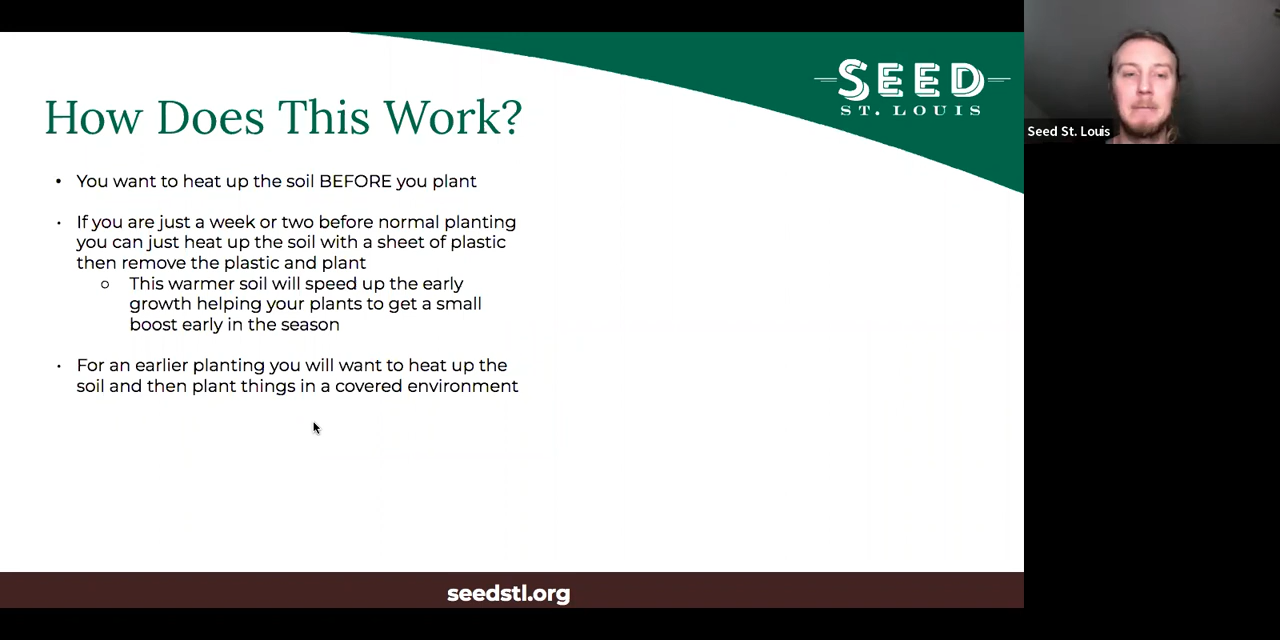 SEED
ST. LOUIS
Seed St. Louis
How Does This Work?
• You want to heat up the soil BEFORE you plant
• If you are just a week or two before normal planting
you can just heat up the soil with a sheet of plastic
then remove the plastic and plant
○ This warmer soil will speed up the early
growth helping your plants to get a small
boost early in the season
• For an earlier planting you will want to heat up the
soil and then plant things in a covered environment
seedstl.org